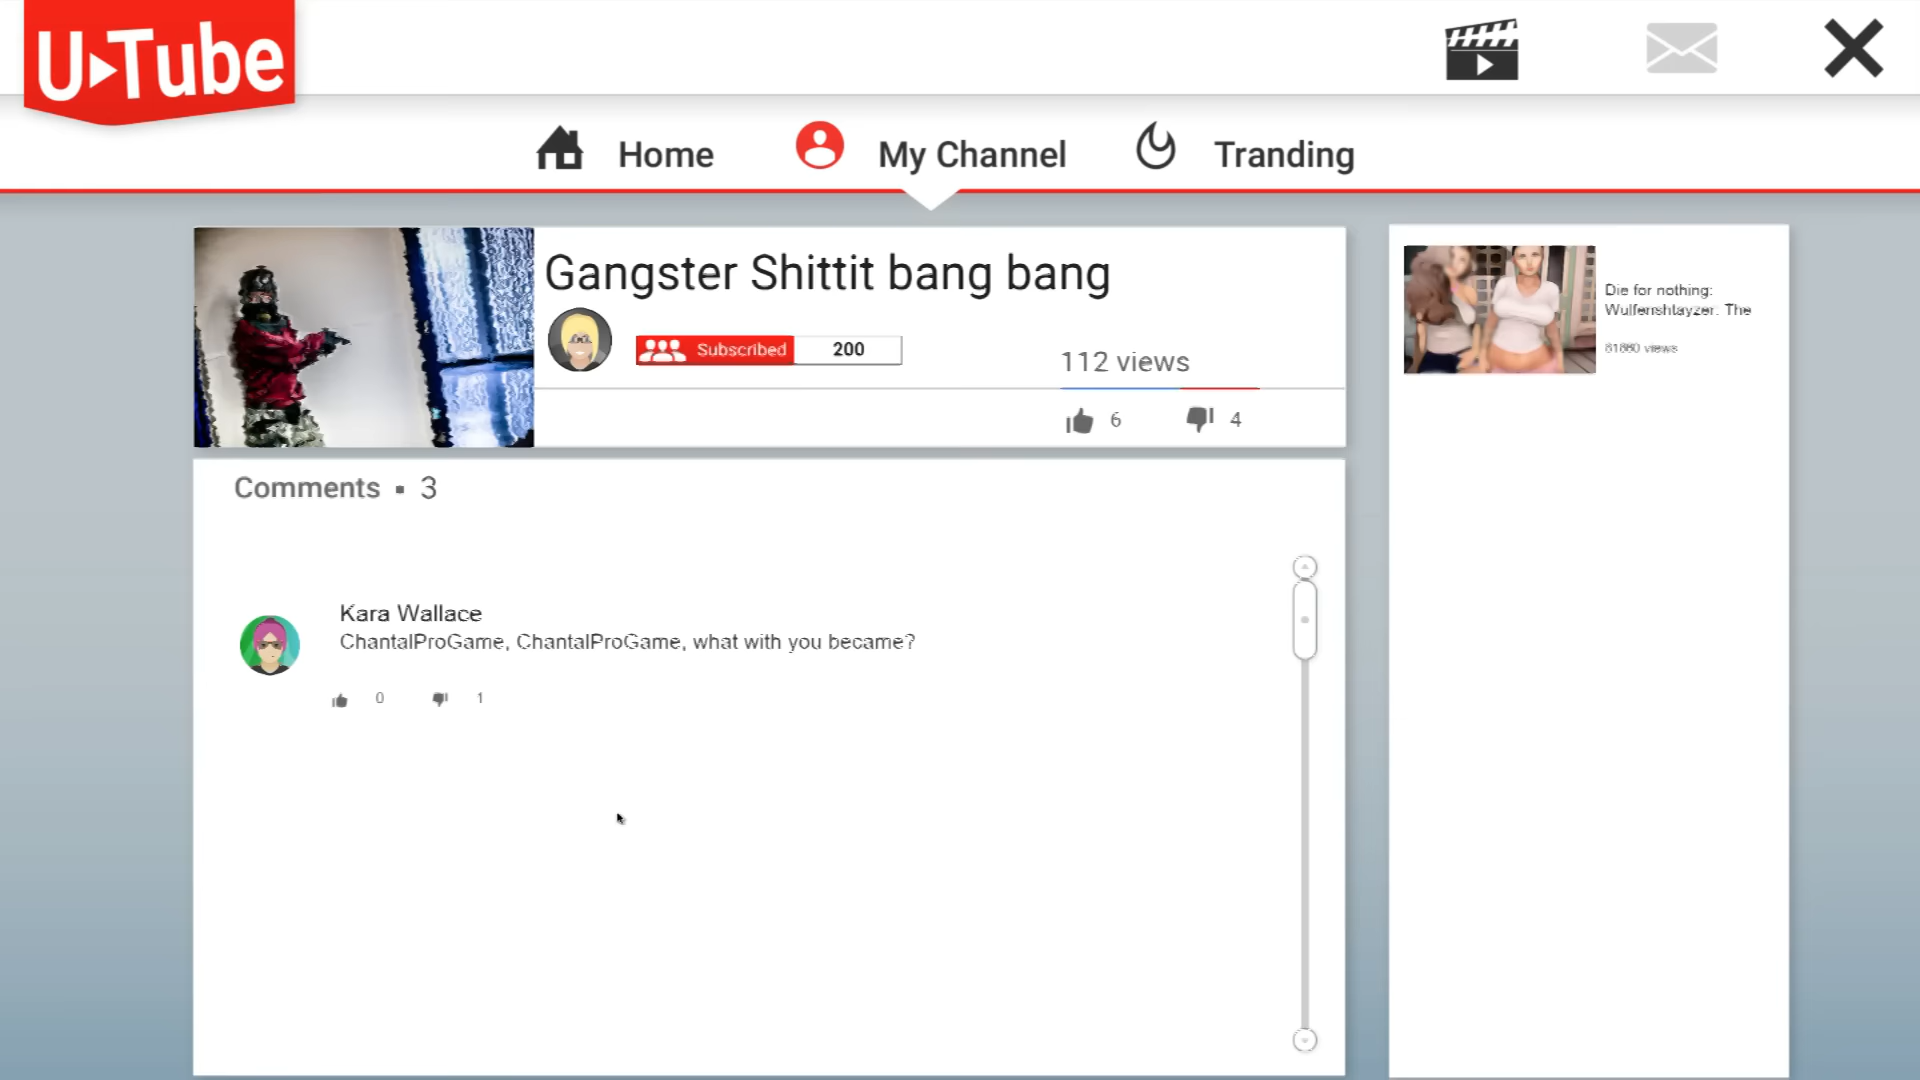 U Tube
Home
My Channel
Tranding
Gangster Shittit bang bang
Subscribed
200
112 views
6
4
Die for nothing:
Wulfenshtayzer. The
views
Comments ▪ 3
Kara Wallace
ChantalProGame, ChantalProGame, what with you became?
0
1